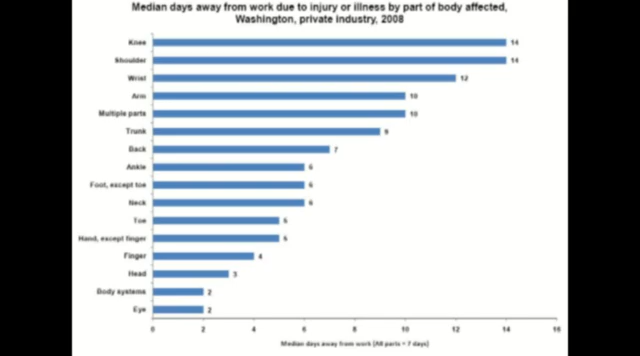 Median days away from work due to injury or illness by part of body affected,
Washington, private industry, 2008
Knee 14
Shoulder 14
Wrist 12
Arm 10
Multiple parts 10
Trunk 9
Back 7
Ankle 6
Foot, except toe 6
Neck 6
Toe 5
Hand, except finger 5
Finger 4
Head 3
Body systems 2
Eye 2
0 2 4 6 8 10 12 14 16
Median days away from work [All parts = 7 days]